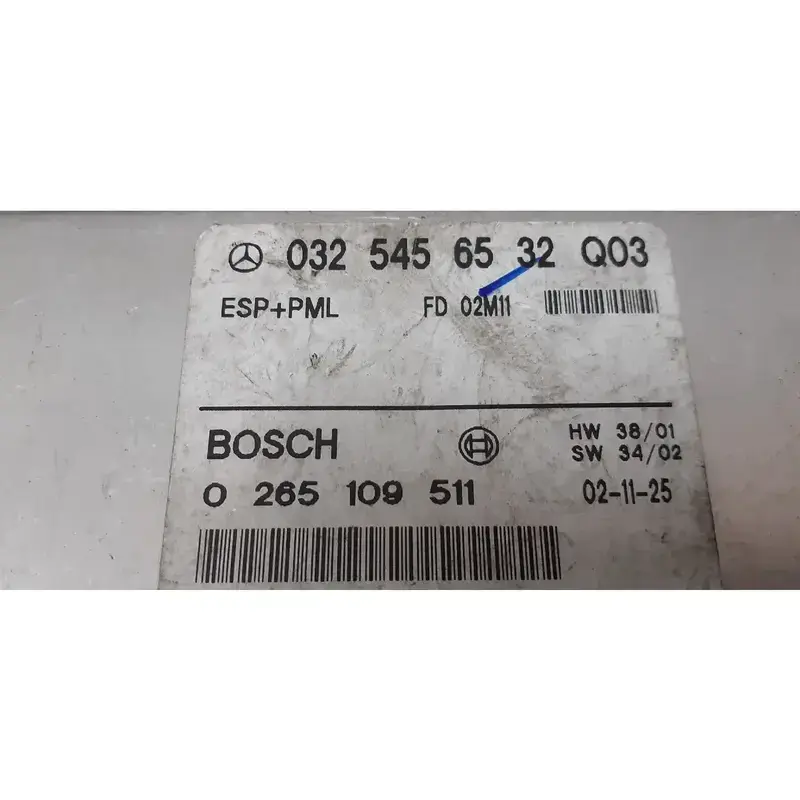 032 545 65 32 Q03
ESP+PML FD 02M11
BOSCH HW 38/01
SW 34/02
0 265 109 511 02-11-25